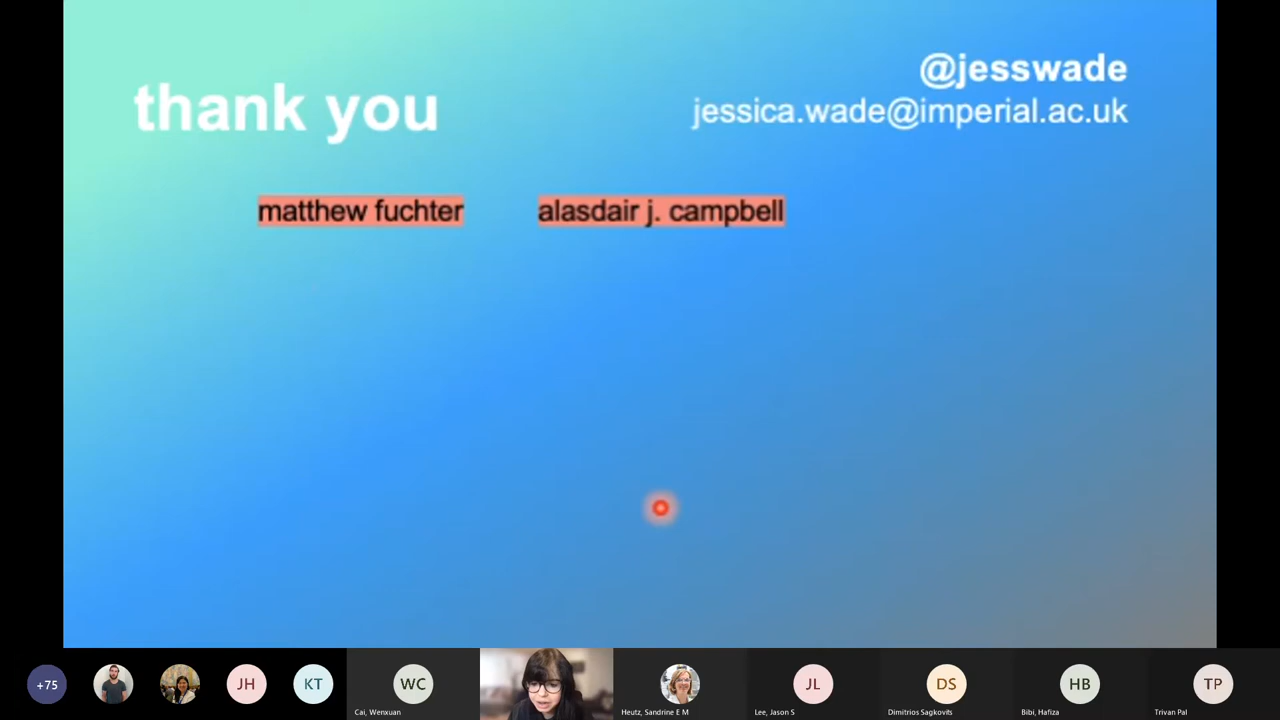 @jesswade
thank you
jessica.wade@imperial.ac.uk
matthew fuchter
alasdair j. campbell
+75
JH
KT
WC
JL
DS
HB
TP
Cai, Wenxuan
Heutz, Sandrine E M
Lee, Jason S
Dimitrios Sagkovits
Bibi, Hafiza
Trivan Pal